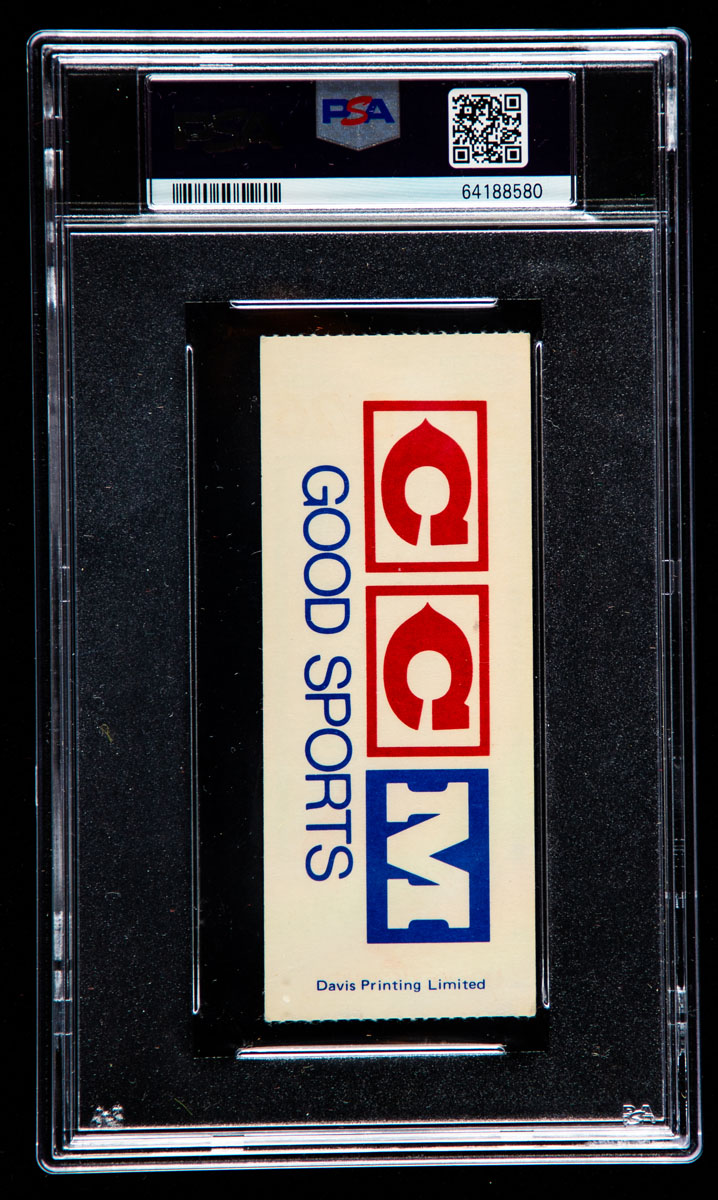 PSA
64188580
CCM
GOOD SPORTS
Davis Printing Limited